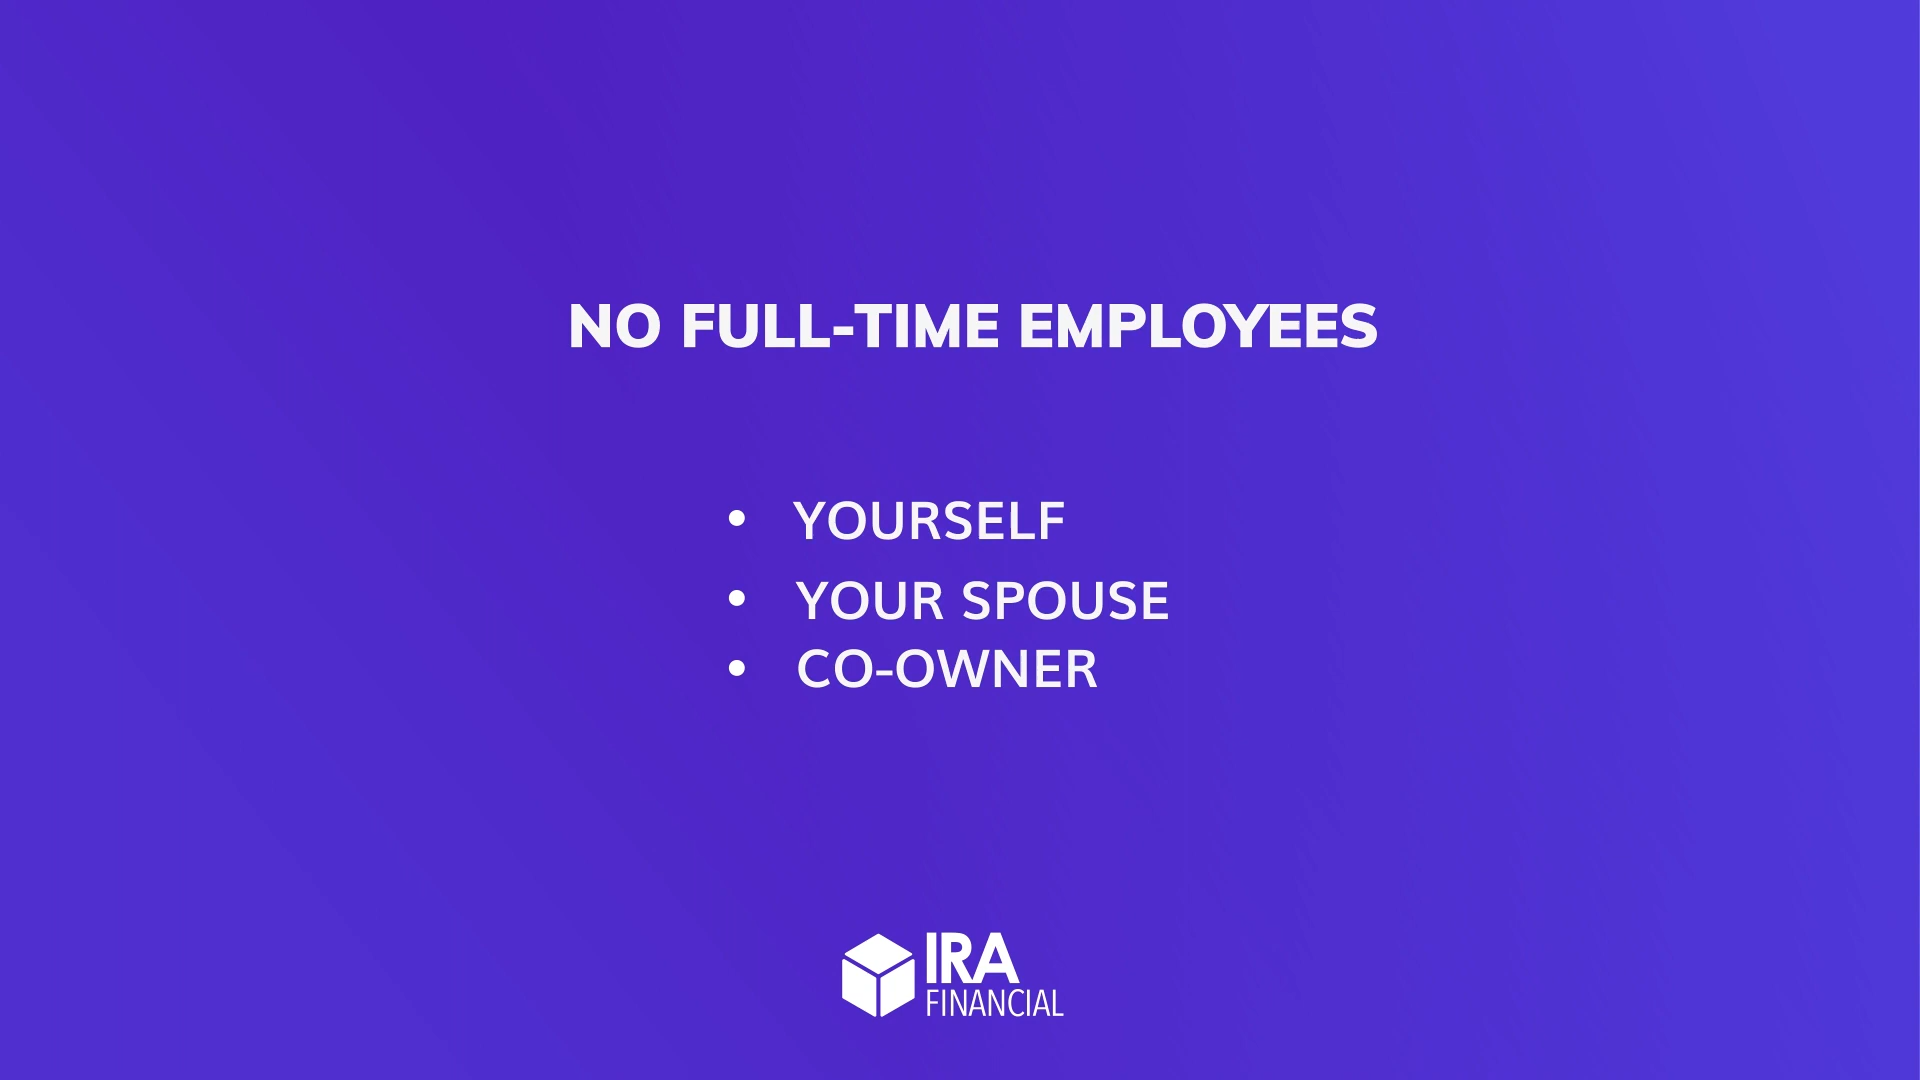 NO FULL-TIME EMPLOYEES
• YOURSELF
• YOUR SPOUSE
• CO-OWNER
IRA
FINANCIAL